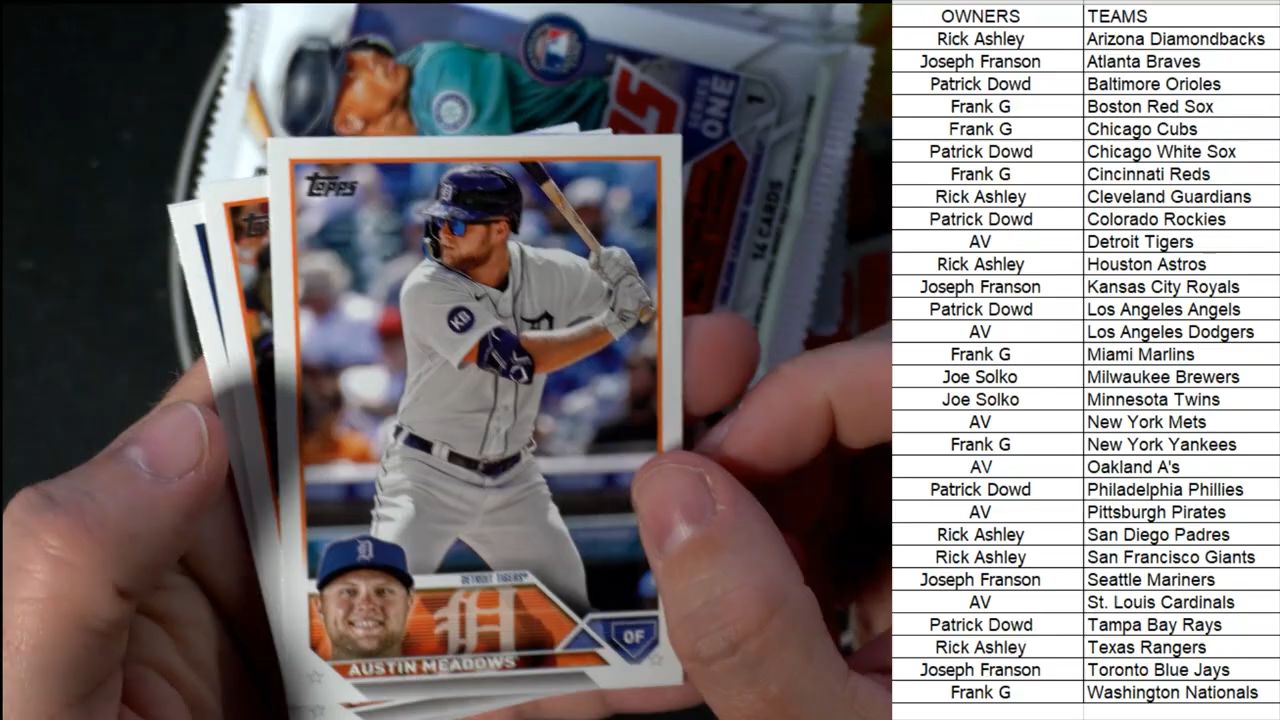 OWNERS TEAMS
Rick Ashley Arizona Diamondbacks
Joseph Franson Atlanta Braves
Patrick Dowd Baltimore Orioles
Frank G Boston Red Sox
Frank G Chicago Cubs
Patrick Dowd Chicago White Sox
Frank G Cincinnati Reds
Rick Ashley Cleveland Guardians
Patrick Dowd Colorado Rockies
AV Detroit Tigers
Rick Ashley Houston Astros
Joseph Franson Kansas City Royals
Patrick Dowd Los Angeles Angels
AV Los Angeles Dodgers
Frank G Miami Marlins
Joe Solko Milwaukee Brewers
Joe Solko Minnesota Twins
AV New York Mets
Frank G New York Yankees
AV Oakland A's
Patrick Dowd Philadelphia Phillies
AV Pittsburgh Pirates
Rick Ashley San Diego Padres
Rick Ashley San Francisco Giants
Joseph Franson Seattle Mariners
AV St. Louis Cardinals
Patrick Dowd Tampa Bay Rays
Rick Ashley Texas Rangers
Joseph Franson Toronto Blue Jays
Frank G Washington Nationals
SERIES
ONE
1
14 CARDS
Topps
D
KB
DETROIT TIGERS
D
OF
AUSTIN MEADOWS